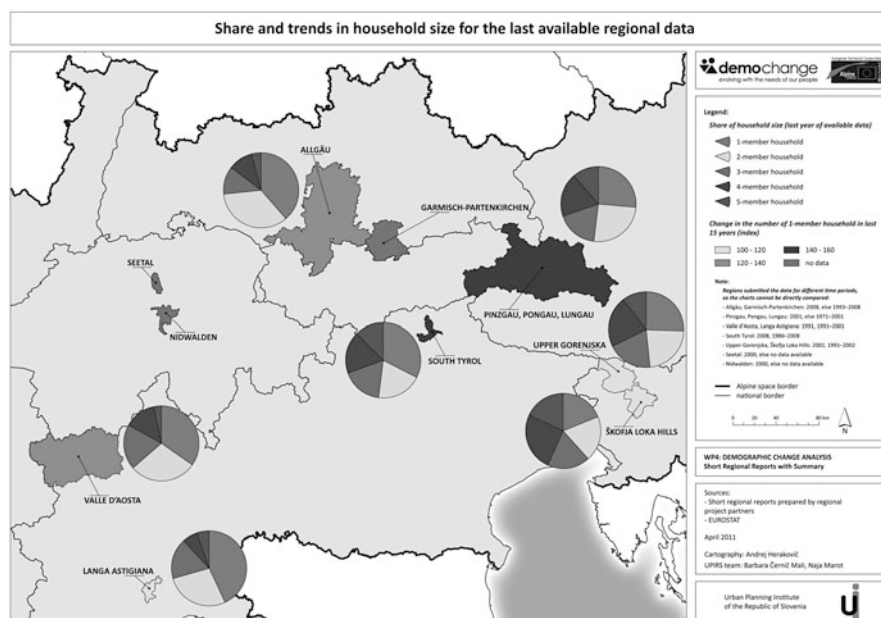 Share and trends in household size for the last available regional data
demochange
evolving with the needs of our people
Alpine
Legend:
Share of household size (last year of available data)
1-member household
2-member household
3-member household
4-member household
5-member household
Change in the number of 1-member household in last
15 years (index)
100 - 120
140 - 160
120 - 140
no data
Note:
Regions submitted the data for different time periods,
so the charts cannot be directly compared:
- Allgäu, Garmisch-Partenkirchen: 2008, else 1993–2008
- Pinzgau, Pongau, Lungau: 2001, else 1971–2001
- Valle d'Aosta, Langa Astigiana: 1991, 1991–2001
- South Tyrol: 2008, 1986–2008
- Upper Gorenjska, Škofja Loka Hills: 2002, 1991–2002
- Seetal: 2000, else no data available
- Nidwalden: 2000, else no data available
Alpine space border
national border
0 20 40 80 km
N
WP4: DEMOGRAPHIC CHANGE ANALYSIS
Short Regional Reports with Summary
Sources:
- Short regional reports prepared by regional
project partners
- EUROSTAT
April 2011
Cartography: Andrej Herakovič
UPIRS team: Barbara Černič Mali, Naja Marot
Urban Planning Institute
of the Republic of Slovenia
ALLGÄU
GARMISCH-PARTENKIRCHEN
SEETAL
NIDWALDEN
PINZGAU, PONGAU, LUNGAU
SOUTH TYROL
UPPER GORENJSKA
ŠKOFJA LOKA HILLS
VALLE D'AOSTA
LANGA ASTIGIANA